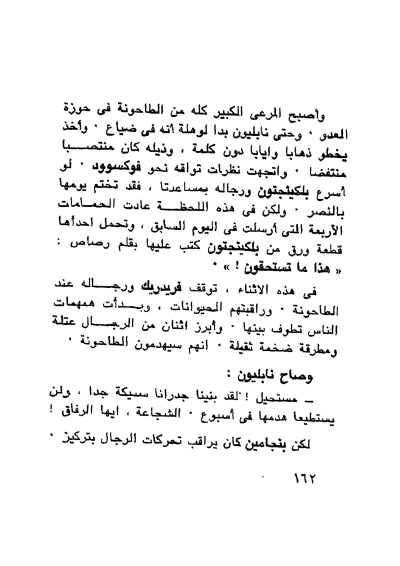 وأصبح المرعى الكبير كله من الطاحونة فى حوزة
العدو · وحتى نابليون بدا لوهلة أنه فى ضياع · وأخذ
يخطو ذهابا وايابا دون كلمة ، وذيله كان منتصبا
منتفضا · واتجهت نظرات تواقه نحو فوكسوود · لو
أسرع بلكينجتون ورجاله بمساعدتنا ، فقد تختم يومها
بالنصر · ولكن فى هذه اللحظة عادت الحمامات
الأربعة التى أرسلت فى اليوم السابق ، وتحمل احداها
قطعة ورق من بلكينجتون كتب عليها بقلم رصاص :
« هذا ما تستحقون ! » ·
فى هذه الاثناء ، توقف فريدريك ورجاله عند
الطاحونة · وراقبتهم الحيوانات ، وبدأت همهمات
الناس تطوف بينها · وأبرز اثنان من الرجال عتلة
ومطرقة ضخمة ثقيلة · انهم سيهدمون الطاحونة ·
وصاح نابليون :
ـ مستحيل ! لقد بنينا جدرانا سميكة جدا ، ولن
يستطيعا هدمها فى أسبوع · الشجاعة ، ايها الرفاق !
لكن بنجامين كان يراقب تحركات الرجال بتركيز ·
١٦٢